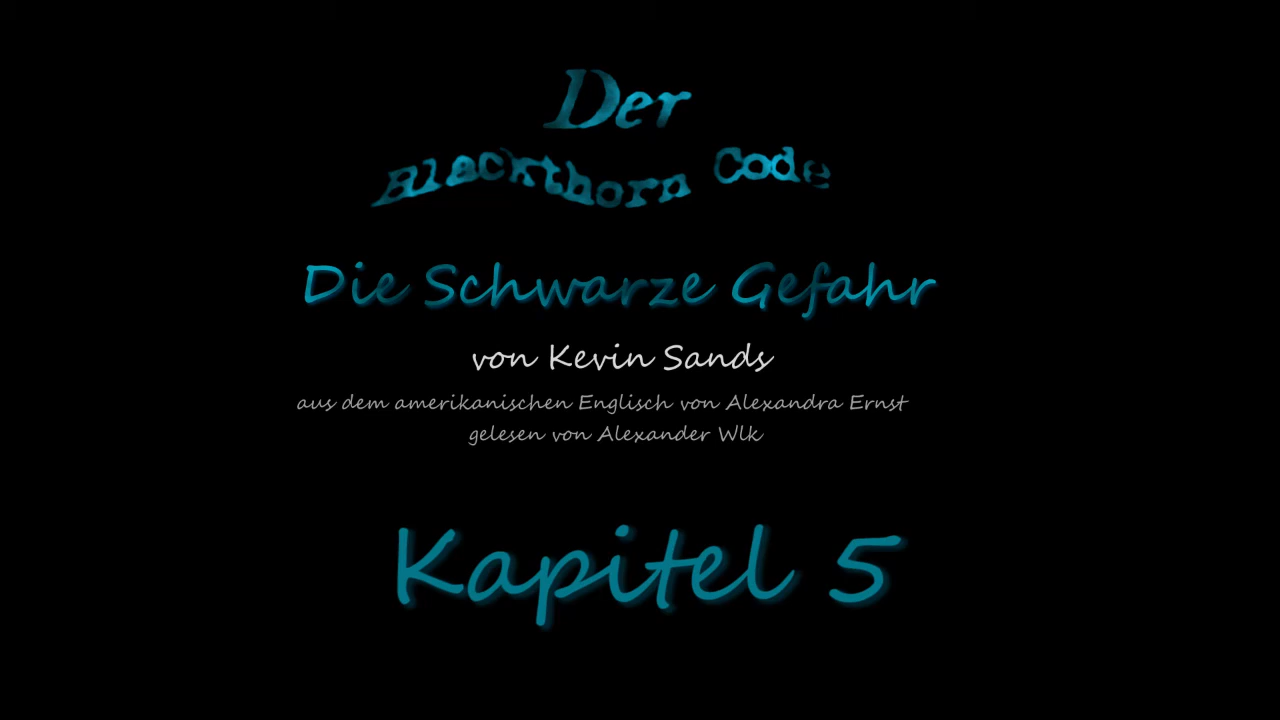 Der
Blackthorn Code
Die Schwarze Gefahr
von Kevin Sands
aus dem amerikanischen Englisch von Alexandra Ernst
gelesen von Alexander Wlk
Kapitel 5